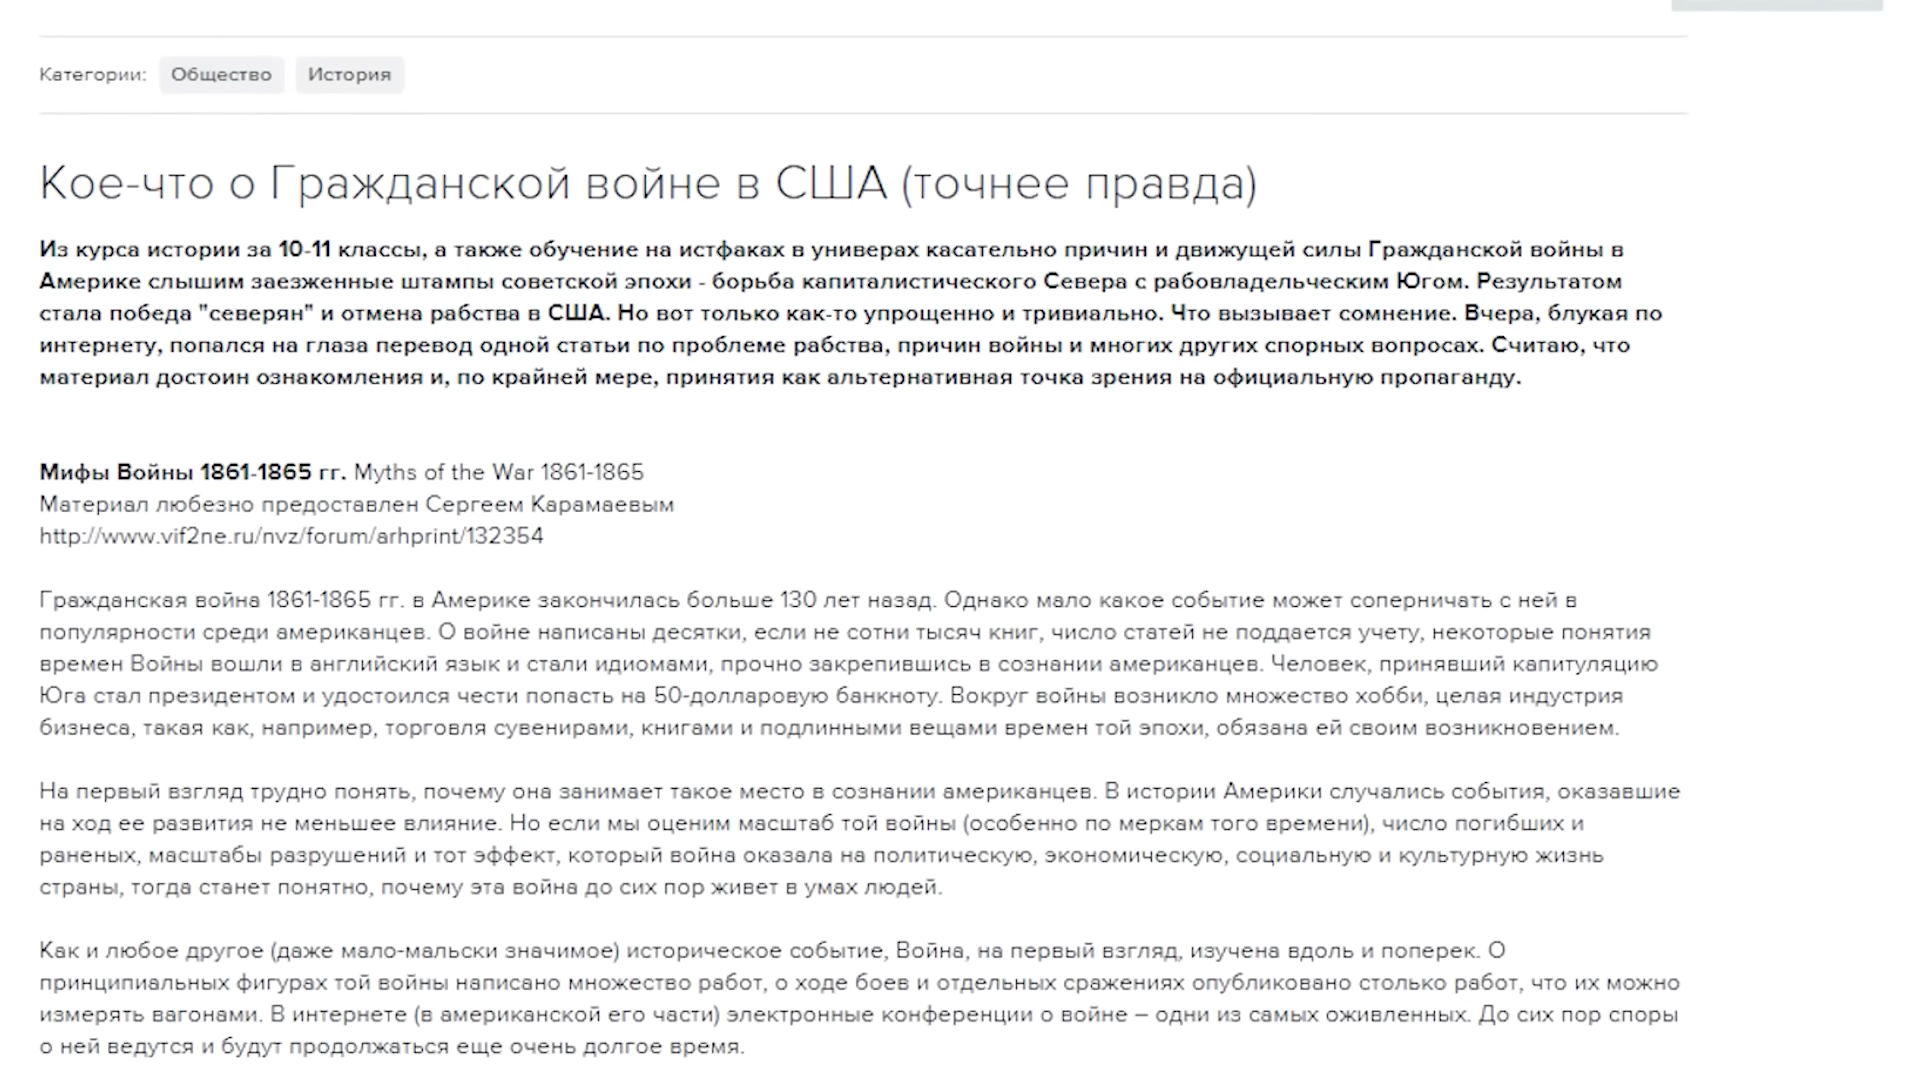 Категории: Общество История
Кое-что о Гражданской войне в США (точнее правда)
Из курса истории за 10-11 классы, а также обучение на истфаках в универах касательно причин и движущей силы Гражданской войны в
Америке слышим заезженные штампы советской эпохи - борьба капиталистического Севера с рабовладельческим Югом. Результатом
стала победа "северян" и отмена рабства в США. Но вот только как-то упрощенно и тривиально. Что вызывает сомнение. Вчера, блукая по
интернету, попался на глаза перевод одной статьи по проблеме рабства, причин войны и многих других спорных вопросах. Считаю, что
материал достоин ознакомления и, по крайней мере, принятия как альтернативная точка зрения на официальную пропаганду.
Мифы Войны 1861-1865 гг. Myths of the War 1861-1865
Материал любезно предоставлен Сергеем Карамаевым
http://www.vif2ne.ru/nvz/forum/arhprint/132354
Гражданская война 1861-1865 гг. в Америке закончилась больше 130 лет назад. Однако мало какое событие может соперничать с ней в
популярности среди американцев. О войне написаны десятки, если не сотни тысяч книг, число статей не поддается учету, некоторые понятия
времен Войны вошли в английский язык и стали идиомами, прочно закрепившись в сознании американцев. Человек, принявший капитуляцию
Юга стал президентом и удостоился чести попасть на 50-долларовую банкноту. Вокруг войны возникло множество хобби, целая индустрия
бизнеса, такая как, например, торговля сувенирами, книгами и подлинными вещами времен той эпохи, обязана ей своим возникновением.
На первый взгляд трудно понять, почему она занимает такое место в сознании американцев. В истории Америки случались события, оказавшие
на ход ее развития не меньшее влияние. Но если мы оценим масштаб той войны (особенно по меркам того времени), число погибших и
раненых, масштабы разрушений и тот эффект, который война оказала на политическую, экономическую, социальную и культурную жизнь
страны, тогда станет понятно, почему эта война до сих пор живет в умах людей.
Как и любое другое (даже мало-мальски значимое) историческое событие, Война, на первый взгляд, изучена вдоль и поперек. О
принципиальных фигурах той войны написано множество работ, о ходе боев и отдельных сражениях опубликовано столько работ, что их можно
измерять вагонами. В интернете (в американской его части) электронные конференции о войне – одни из самых оживленных. До сих пор споры
о ней ведутся и будут продолжаться еще очень долгое время.